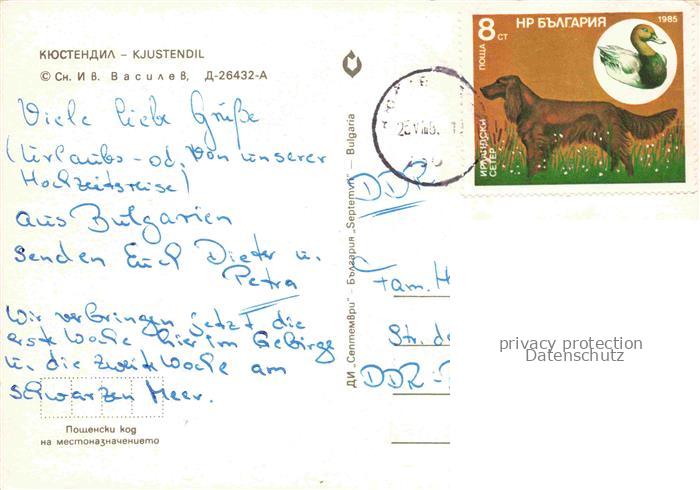 КЮСТЕНДИЛ – KJUSTENDIL
© Сн. Ив. Василев, Д-26432-А
Viele liebe Grüße
(Urlaubs- od. von unserer
Hochzeitsreise)
aus Bulgarien
senden Euch Dieter u.
Petra
Wir verbringen jetzt die
erste Woche hier im Gebirge
u. die zweite Woche am
Schwarzen Meer.
Пощенски код
на местоназначението
ДИ „Септември“ – България „Septemvri“ – Bulgaria
8 СТ
НР БЪЛГАРИЯ
1985
ПОЩА
ИРЛАНДСКИ
СЕТЕР
DDR
Fam. H
Str. de
DDR-
privacy protection
Datenschutz